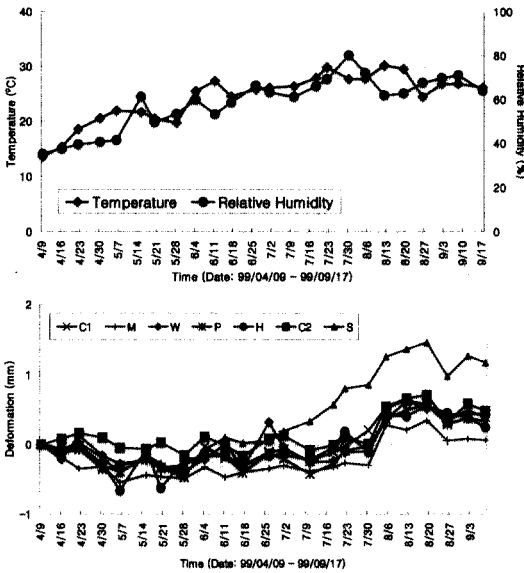 40
30
20
10
0
Temperature (°C)
100
80
60
40
20
0
Relative Humidity (%)
Temperature Relative Humidity
4/9 4/16 4/23 4/30 5/7 5/14 5/21 5/28 6/4 6/11 6/18 6/25 7/2 7/9 7/16 7/23 7/30 8/6 8/13 8/20 8/27 9/3 9/10 9/17
Time (Date: 99/04/09 - 99/09/17)
2
1
0
-1
Deformation (mm)
C1 M W P H C2 S
4/9 4/16 4/23 4/30 5/7 5/14 5/21 5/28 6/4 6/11 6/18 6/25 7/2 7/9 7/16 7/23 7/30 8/6 8/13 8/20 8/27 9/3
Time (Date: 99/04/09 - 99/09/17)